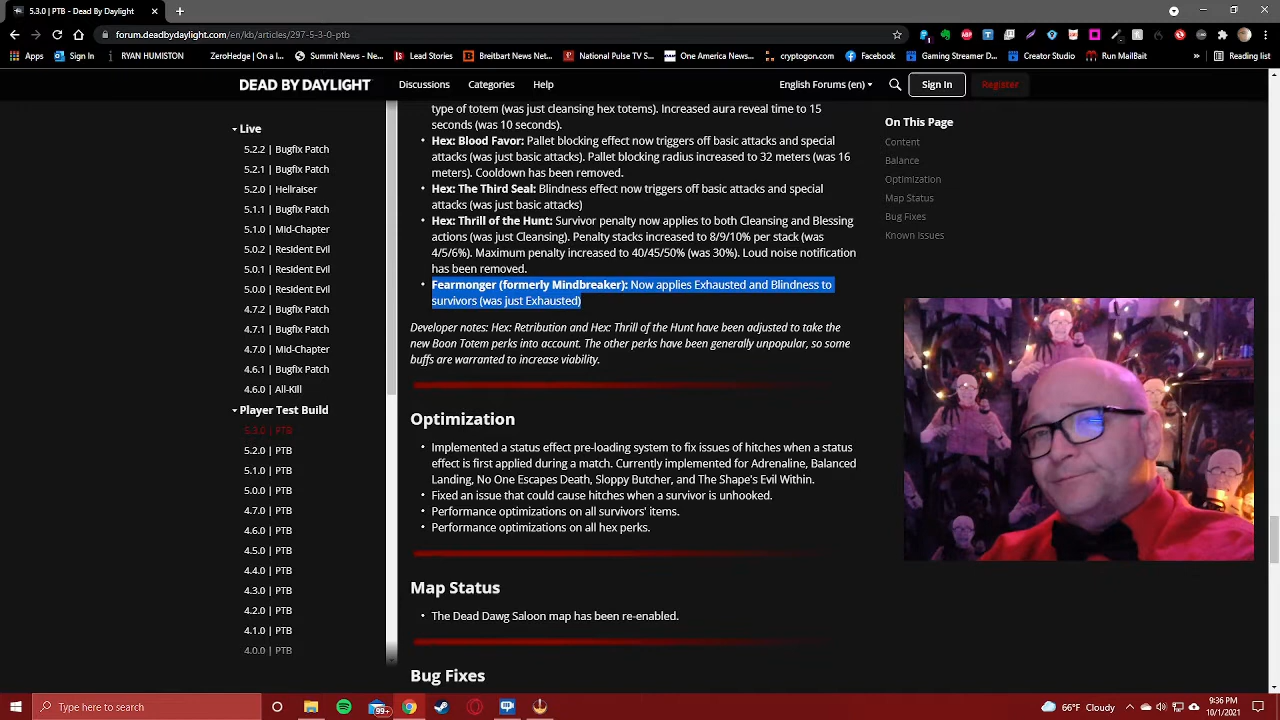 5.3.0 | PTB - Dead By Daylight
forum.deadbydaylight.com/en/kb/articles/297-5-3-0-ptb
Apps
Sign In
RYAN HUMISTON
ZeroHedge | On a...
Summit News - Ne...
Lead Stories
Breitbart News Net...
National Pulse TV S...
One America News...
cryptogon.com
Facebook
Gaming Stream De...
Creator Studio
Run MailBait
»
Reading list
DEAD BY DAYLIGHT
Discussions
Categories
Help
English Forums (en)
Sign In
Register
Live
5.2.2 | Bugfix Patch
5.2.1 | Bugfix Patch
5.2.0 | Hellraiser
5.1.1 | Bugfix Patch
5.1.0 | Mid-Chapter
5.0.2 | Resident Evil
5.0.1 | Resident Evil
5.0.0 | Resident Evil
4.7.2 | Bugfix Patch
4.7.1 | Bugfix Patch
4.7.0 | Mid-Chapter
4.6.1 | Bugfix Patch
4.6.0 | All-Kill
Player Test Build
5.3.0 | PTB
5.2.0 | PTB
5.1.0 | PTB
5.0.0 | PTB
4.7.0 | PTB
4.6.0 | PTB
4.5.0 | PTB
4.4.0 | PTB
4.3.0 | PTB
4.2.0 | PTB
4.1.0 | PTB
4.0.0 | PTB
type of totem (was just cleansing hex totems). Increased aura reveal time to 15
seconds (was 10 seconds).
• Hex: Blood Favor: Pallet blocking effect now triggers off basic attacks and special
attacks (was just basic attacks). Pallet blocking radius increased to 32 meters (was 16
meters). Cooldown has been removed.
• Hex: The Third Seal: Blindness effect now triggers off basic attacks and special
attacks (was just basic attacks)
• Hex: Thrill of the Hunt: Survivor penalty now applies to both Cleansing and Blessing
actions (was just Cleansing). Penalty stacks increased to 8/9/10% per stack (was
4/5/6%). Maximum penalty increased to 40/45/50% (was 30%). Loud noise notification
has been removed.
• Fearmonger (formerly Mindbreaker): Now applies Exhausted and Blindness to
survivors (was just Exhausted)
Developer notes: Hex: Retribution and Hex: Thrill of the Hunt have been adjusted to take the
new Boon Totem perks into account. The other perks have been generally unpopular, so some
buffs are warranted to increase viability.
Optimization
• Implemented a status effect pre-loading system to fix issues of hitches when a status
effect is first applied during a match. Currently implemented for Adrenaline, Balanced
Landing, No One Escapes Death, Sloppy Butcher, and The Shape's Evil Within.
• Fixed an issue that could cause hitches when a survivor is unhooked.
• Performance optimizations on all survivors' items.
• Performance optimizations on all hex perks.
Map Status
• The Dead Dawg Saloon map has been re-enabled.
Bug Fixes
On This Page
Content
Balance
Optimization
Map Status
Bug Fixes
Known Issues
Type here to search
99+
66°F Cloudy
9:36 PM
10/1/2021